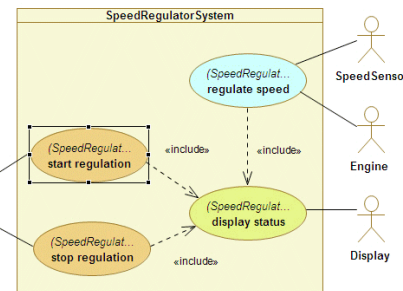 SpeedRegulatorSystem
(SpeedRegulat...
regulate speed
SpeedSenso
(SpeedRegulat...
start regulation
«include»
«include»
Engine
(SpeedRegulat...
display status
(SpeedRegulat...
stop regulation
«include»
Display